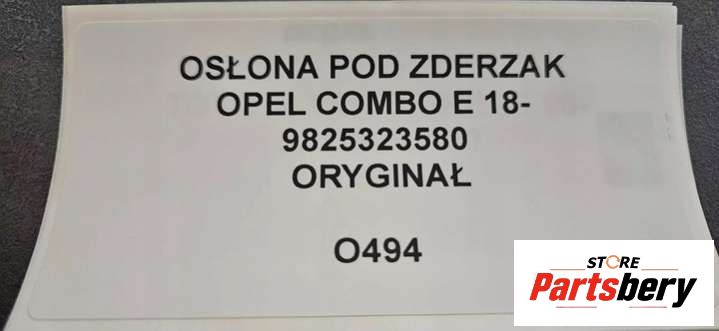 OSŁONA POD ZDERZAK
OPEL COMBO E 18-
9825323580
ORYGINAŁ
O494
STORE
Partsbery